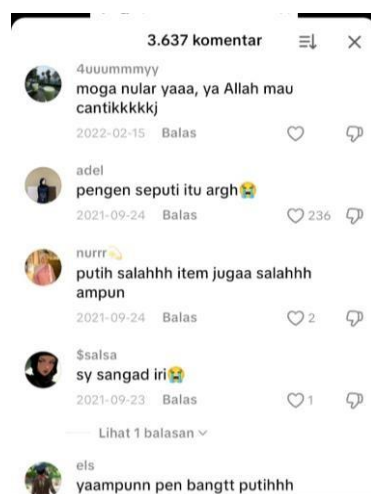 3.637 komentar
4uuummmyy
moga nular yaaa, ya Allah mau
cantikkkkkj
2022-02-15 Balas
adel
pengen seputi itu argh😭
2021-09-24 Balas 236
nurrr💫
putih salahhh item jugaa salahhh
ampun
2021-09-24 Balas 2
$salsa
sy sangad iri😭
2021-09-23 Balas 1
Lihat 1 balasan
els
yaampunn pen bangtt putihhh